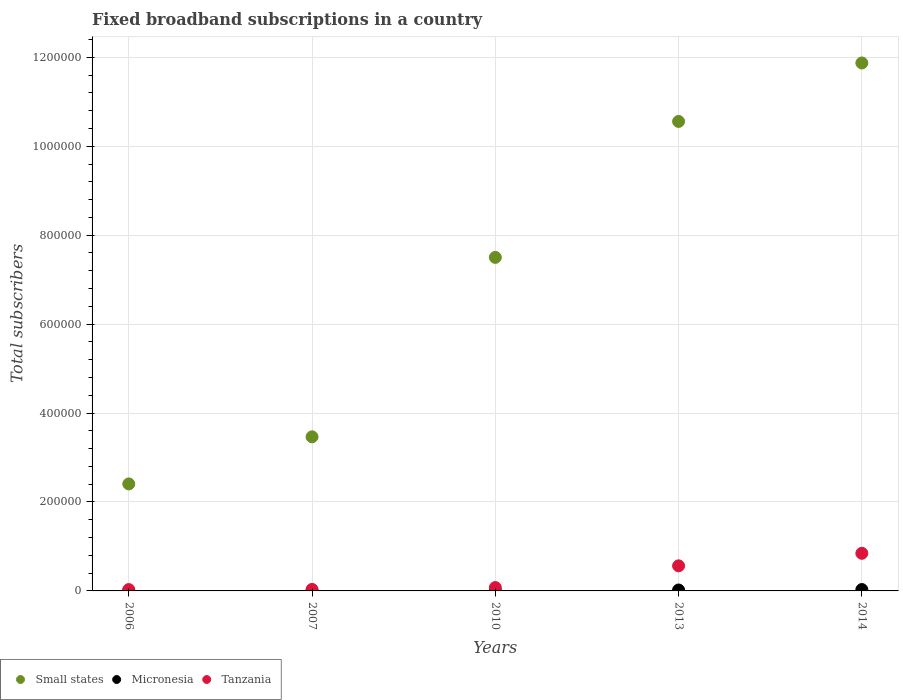 Fixed broadband subscriptions in a country
Total subscribers
1200000
1000000
800000
600000
400000
200000
0
2006
2007
2010
2013
2014
Years
Small states
Micronesia
Tanzania